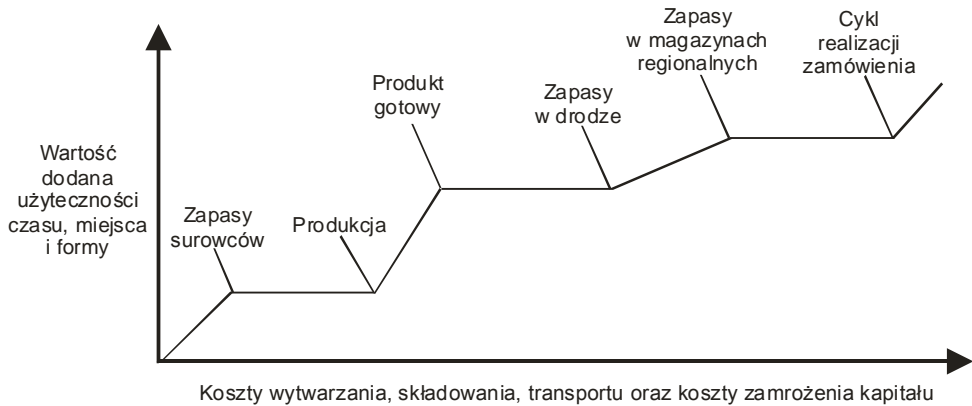 Wartość
dodana
użyteczności
czasu, miejsca
i formy
Zapasy
surowców
Produkcja
Produkt
gotowy
Zapasy
w drodze
Zapasy
w magazynach
regionalnych
Cykl
realizacji
zamówienia
Koszty wytwarzania, składowania, transportu oraz koszty zamrożenia kapitału